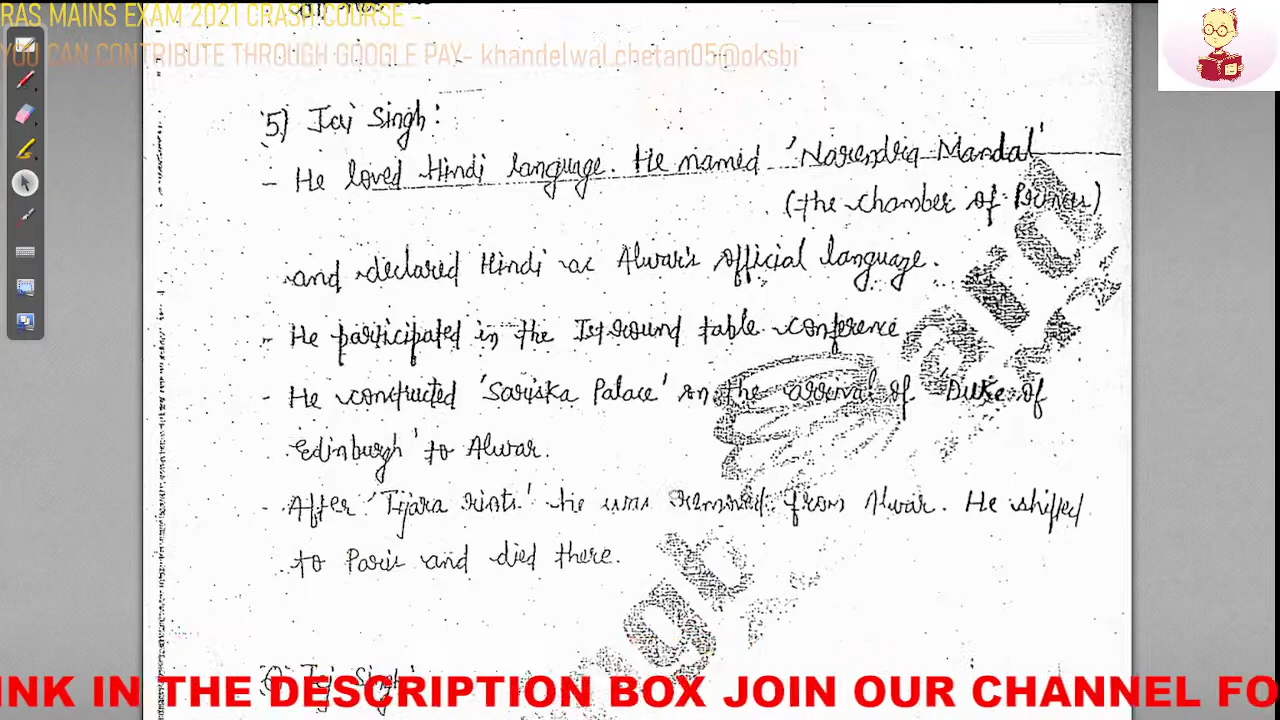 RAS MAINS EXAM 2021 CRASH COURSE -
YOU CAN CONTRIBUTE THROUGH GOOGLE PAY- khandelwal.chetan05@oksbi
5) Jai Singh:
- He loved Hindi language. He named 'Narendra Mandal'
(the chamber of Princes)
and declared Hindi as Alwar's official language.
- He participated in the Ist round table conference
- He constructed 'Sariska Palace' on the arrival of 'Duke of
Edinburgh' to Alwar.
- After 'Tijara riots' he was removed from Alwar. He shifted
to Paris and died there.
6) Tej Singh
INK IN THE DESCRIPTION BOX JOIN OUR CHANNEL FO